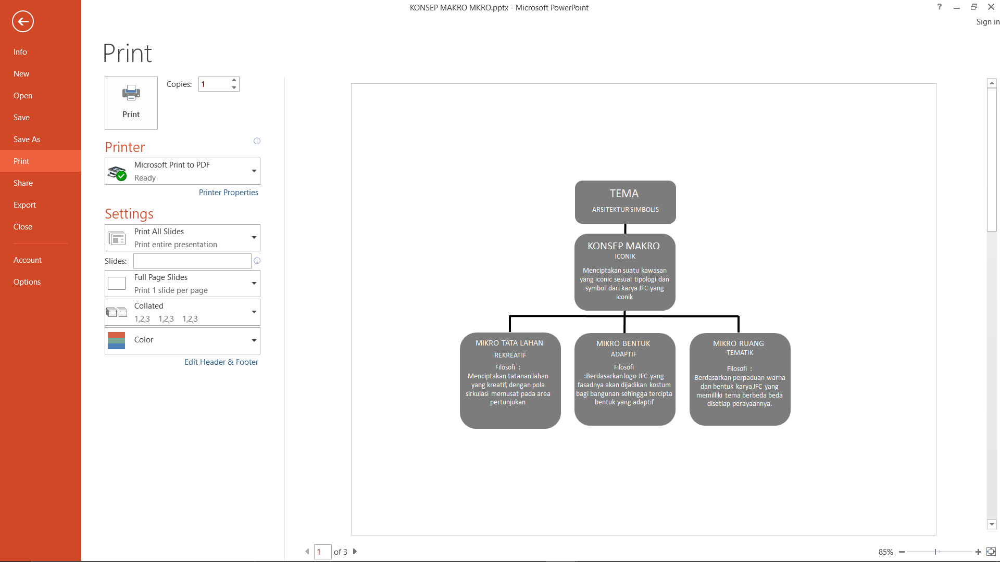 KONSEP MAKRO MKRO.pptx - Microsoft PowerPoint
?
Sign in
Info
New
Open
Save
Save As
Print
Share
Export
Close
Account
Options
Print
Print
Copies: 1
Printer
Microsoft Print to PDF
Ready
Printer Properties
Settings
Print All Slides
Print entire presentation
Slides:
Full Page Slides
Print 1 slide per page
Collated
1,2,3 1,2,3 1,2,3
Color
Edit Header & Footer
TEMA
ARSITEKTUR SIMBOLIS
KONSEP MAKRO
ICONIK
Menciptakan suatu kawasan
yang iconic sesuai tipologi dan
symbol dari karya JFC yang
iconik
MIKRO TATA LAHAN
REKREATIF
Filosofi :
Menciptakan tatanan lahan
yang kreatif, dengan pola
sirkulasi memusat pada area
pertunjukan
MIKRO BENTUK
ADAPTIF
Filosofi
:Berdasarkan logo JFC yang
fasadnya akan dijadikan kostum
bagi bangunan sehingga tercipta
bentuk yang adaptif
MIKRO RUANG
TEMATIK
Filosofi :
Berdasarkan perpaduan warna
dan bentuk karya JFC yang
memilliki tema berbeda beda
disetiap perayaannya.
1 of 3
85%